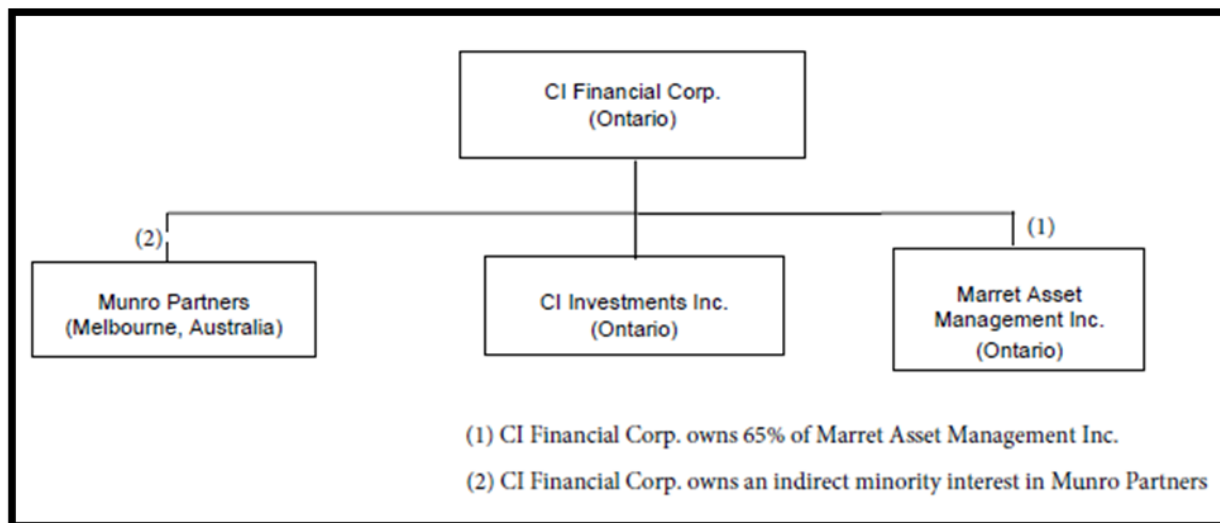 CI Financial Corp.
(Ontario)
(2)
(1)
Munro Partners
(Melbourne, Australia)
CI Investments Inc.
(Ontario)
Marret Asset
Management Inc.
(Ontario)
(1) CI Financial Corp. owns 65% of Marret Asset Management Inc.
(2) CI Financial Corp. owns an indirect minority interest in Munro Partners